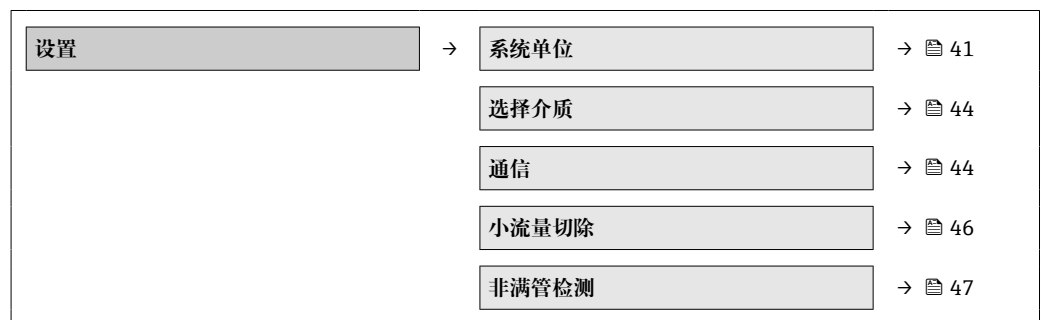 设置 → 系统单位 → 🖹 41
选择介质 → 🖹 44
通信 → 🖹 44
小流量切除 → 🖹 46
非满管检测 → 🖹 47